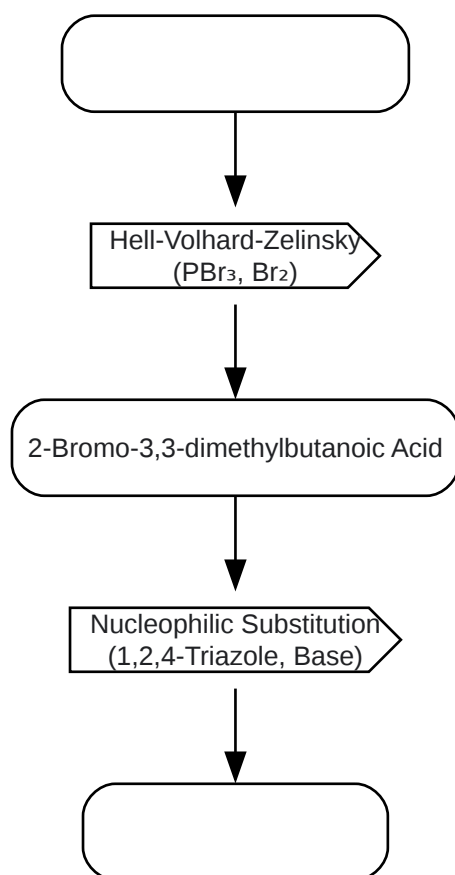 Hell-Volhard-Zelinsky
(PBr₃, Br₂)
2-Bromo-3,3-dimethylbutanoic Acid
Nucleophilic Substitution
(1,2,4-Triazole, Base)